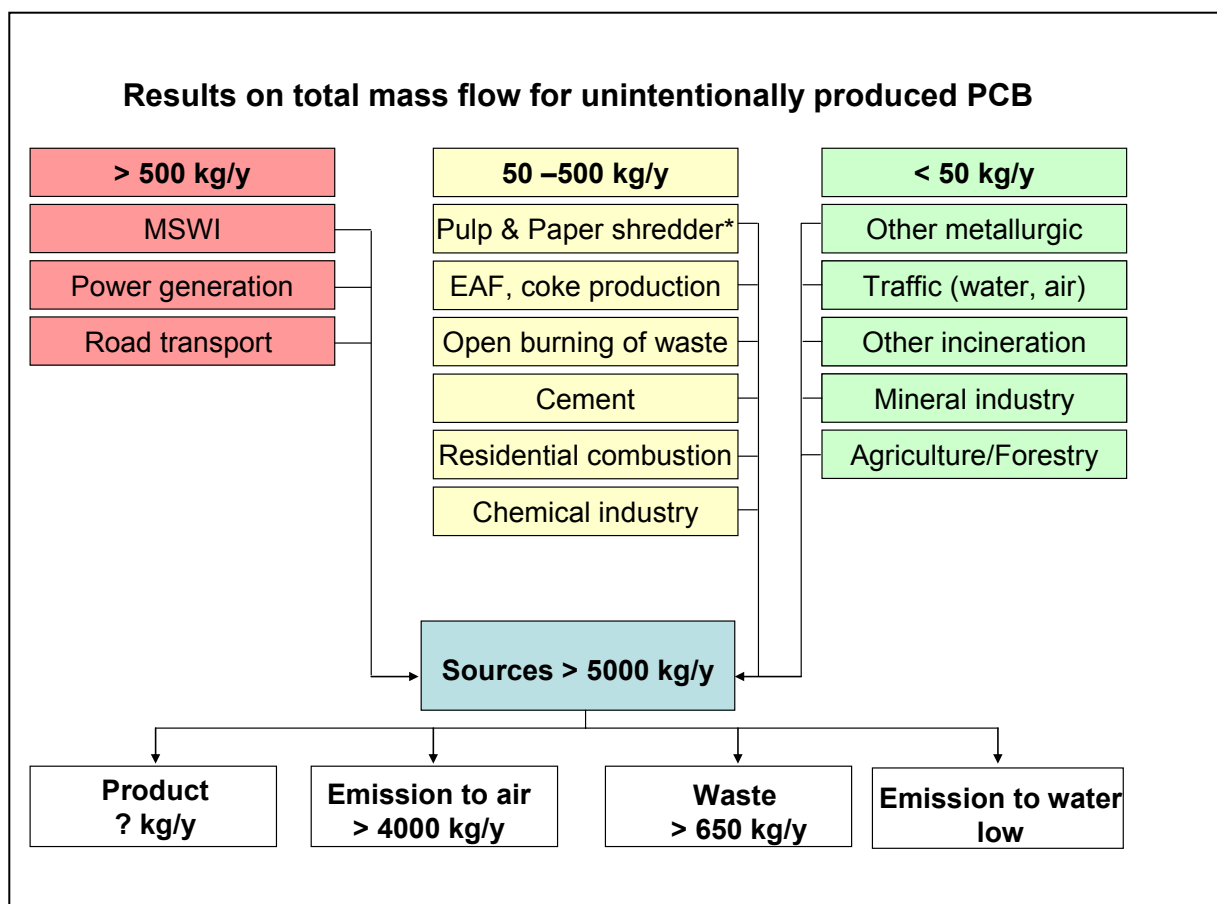 Results on total mass flow for unintentionally produced PCB
> 500 kg/y
MSWI
Power generation
Road transport
50 –500 kg/y
Pulp & Paper shredder*
EAF, coke production
Open burning of waste
Cement
Residential combustion
Chemical industry
< 50 kg/y
Other metallurgic
Traffic (water, air)
Other incineration
Mineral industry
Agriculture/Forestry
Sources > 5000 kg/y
Product
? kg/y
Emission to air
> 4000 kg/y
Waste
> 650 kg/y
Emission to water
low